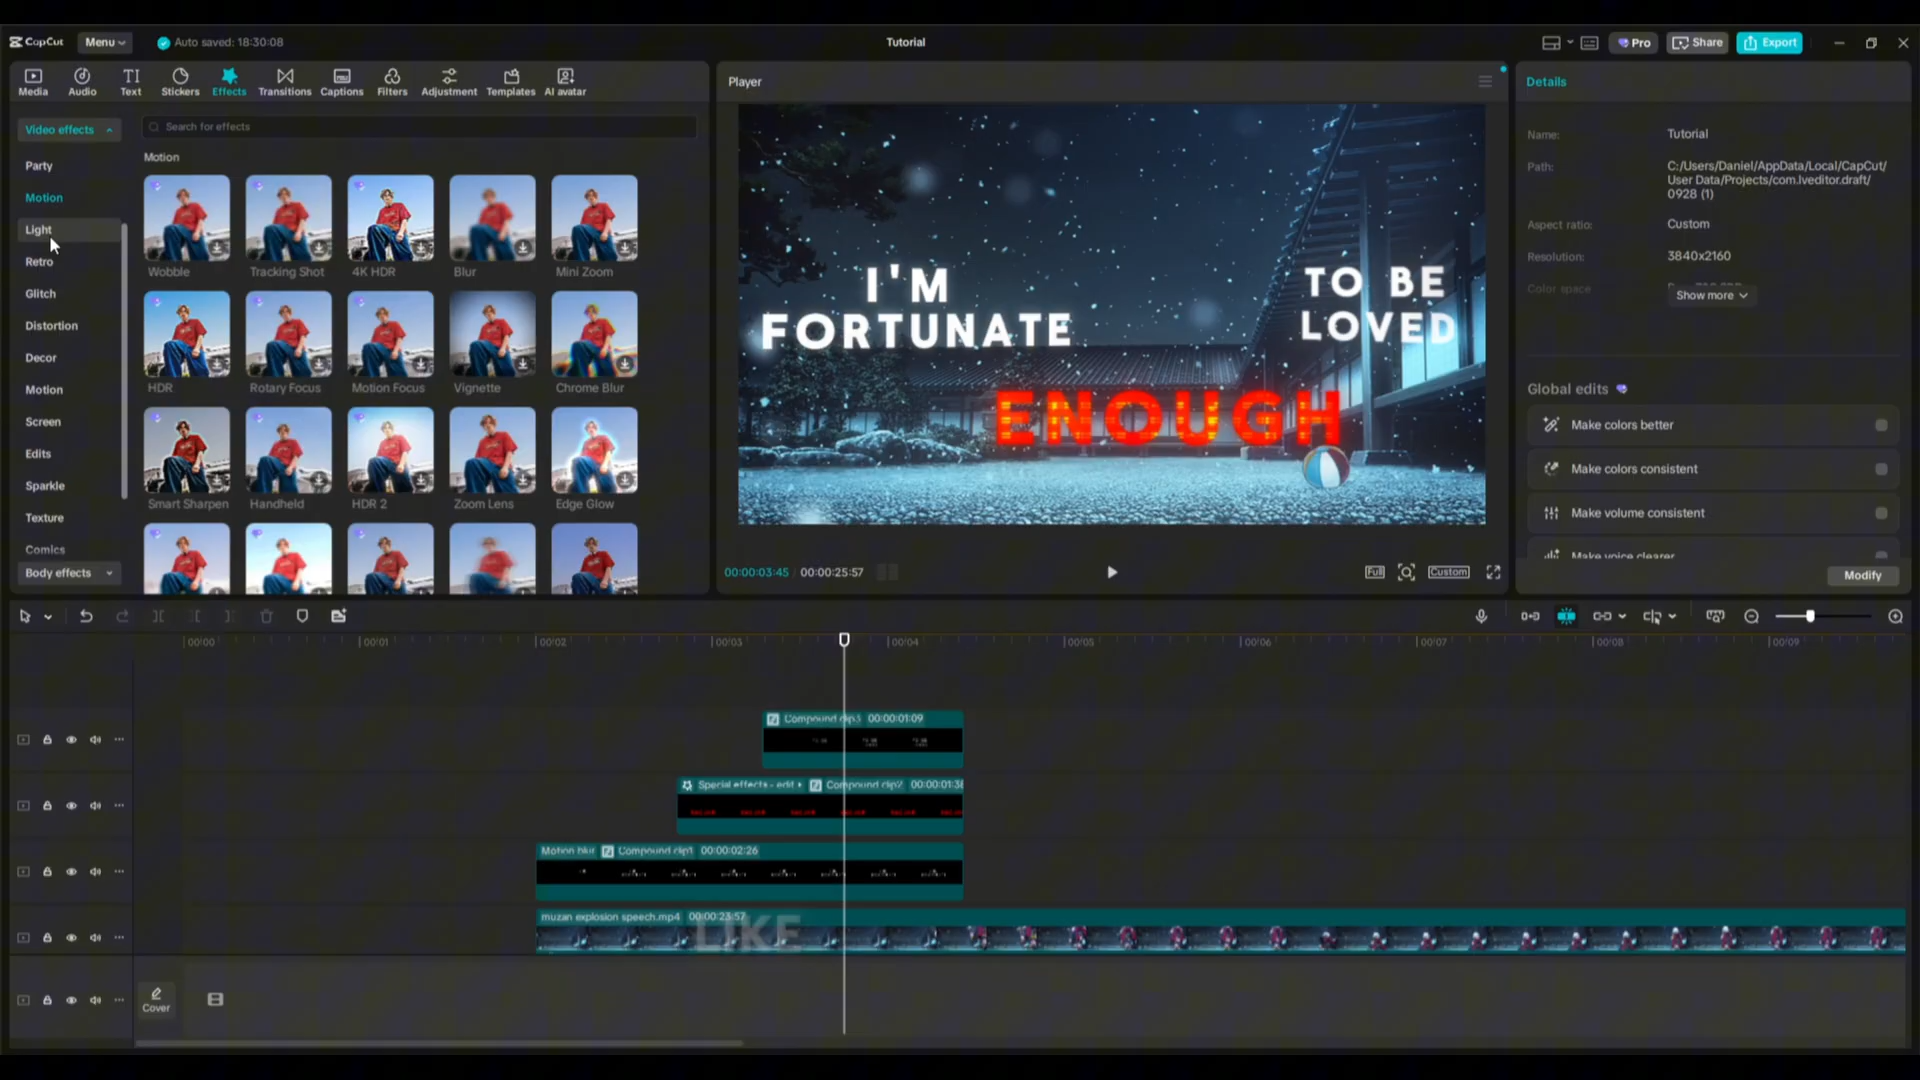 CapCut
Menu
Auto saved: 18:30:08
Tutorial
Pro
Share
Export
Media
Audio
TI
Text
Stickers
Effects
Transitions
Captions
Filters
Adjustment
Templates
AI avatar
Video effects
Search for effects
Party
Motion
Light
Retro
Glitch
Distortion
Decor
Motion
Screen
Edits
Sparkle
Texture
Comics
Body effects
Motion
Wobble
Tracking Shot
4K HDR
Blur
Mini Zoom
HDR
Rotary Focus
Motion Focus
Vignette
Chrome Blur
Smart Sharpen
Handheld
HDR 2
Zoom Lens
Edge Glow
Player
I'M
FORTUNATE
TO BE
LOVED
ENOUGH
00:00:03:45 / 00:00:25:57
Full
Custom
Details
Name: Tutorial
Path: C:/Users/Daniel/AppData/Local/CapCut/
User Data/Projects/com.lveditor.draft/
0928 (1)
Aspect ratio: Custom
Resolution: 3840x2160
Color space
Show more
Global edits
Make colors better
Make colors consistent
Make volume consistent
Make voice clearer
Modify
00:00
00:01
00:02
00:03
00:04
00:05
00:06
00:07
00:08
00:09
Compound clip3 00:00:01:09
Special effects - edit Compound clip2 00:00:01:38
Motion blur Compound clip1 00:00:02:26
muzan explosion speech.mp4 00:00:23:57
LIKE
Cover